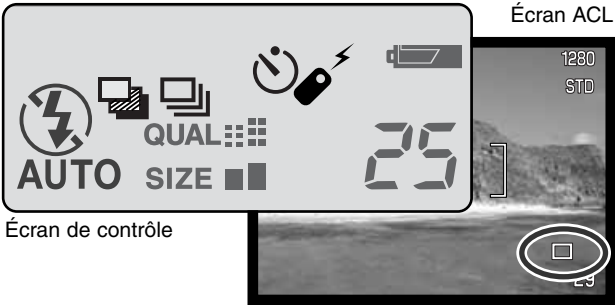 Écran ACL
1280
STD
QUAL
AUTO
SIZE
25
Écran de contrôle
29